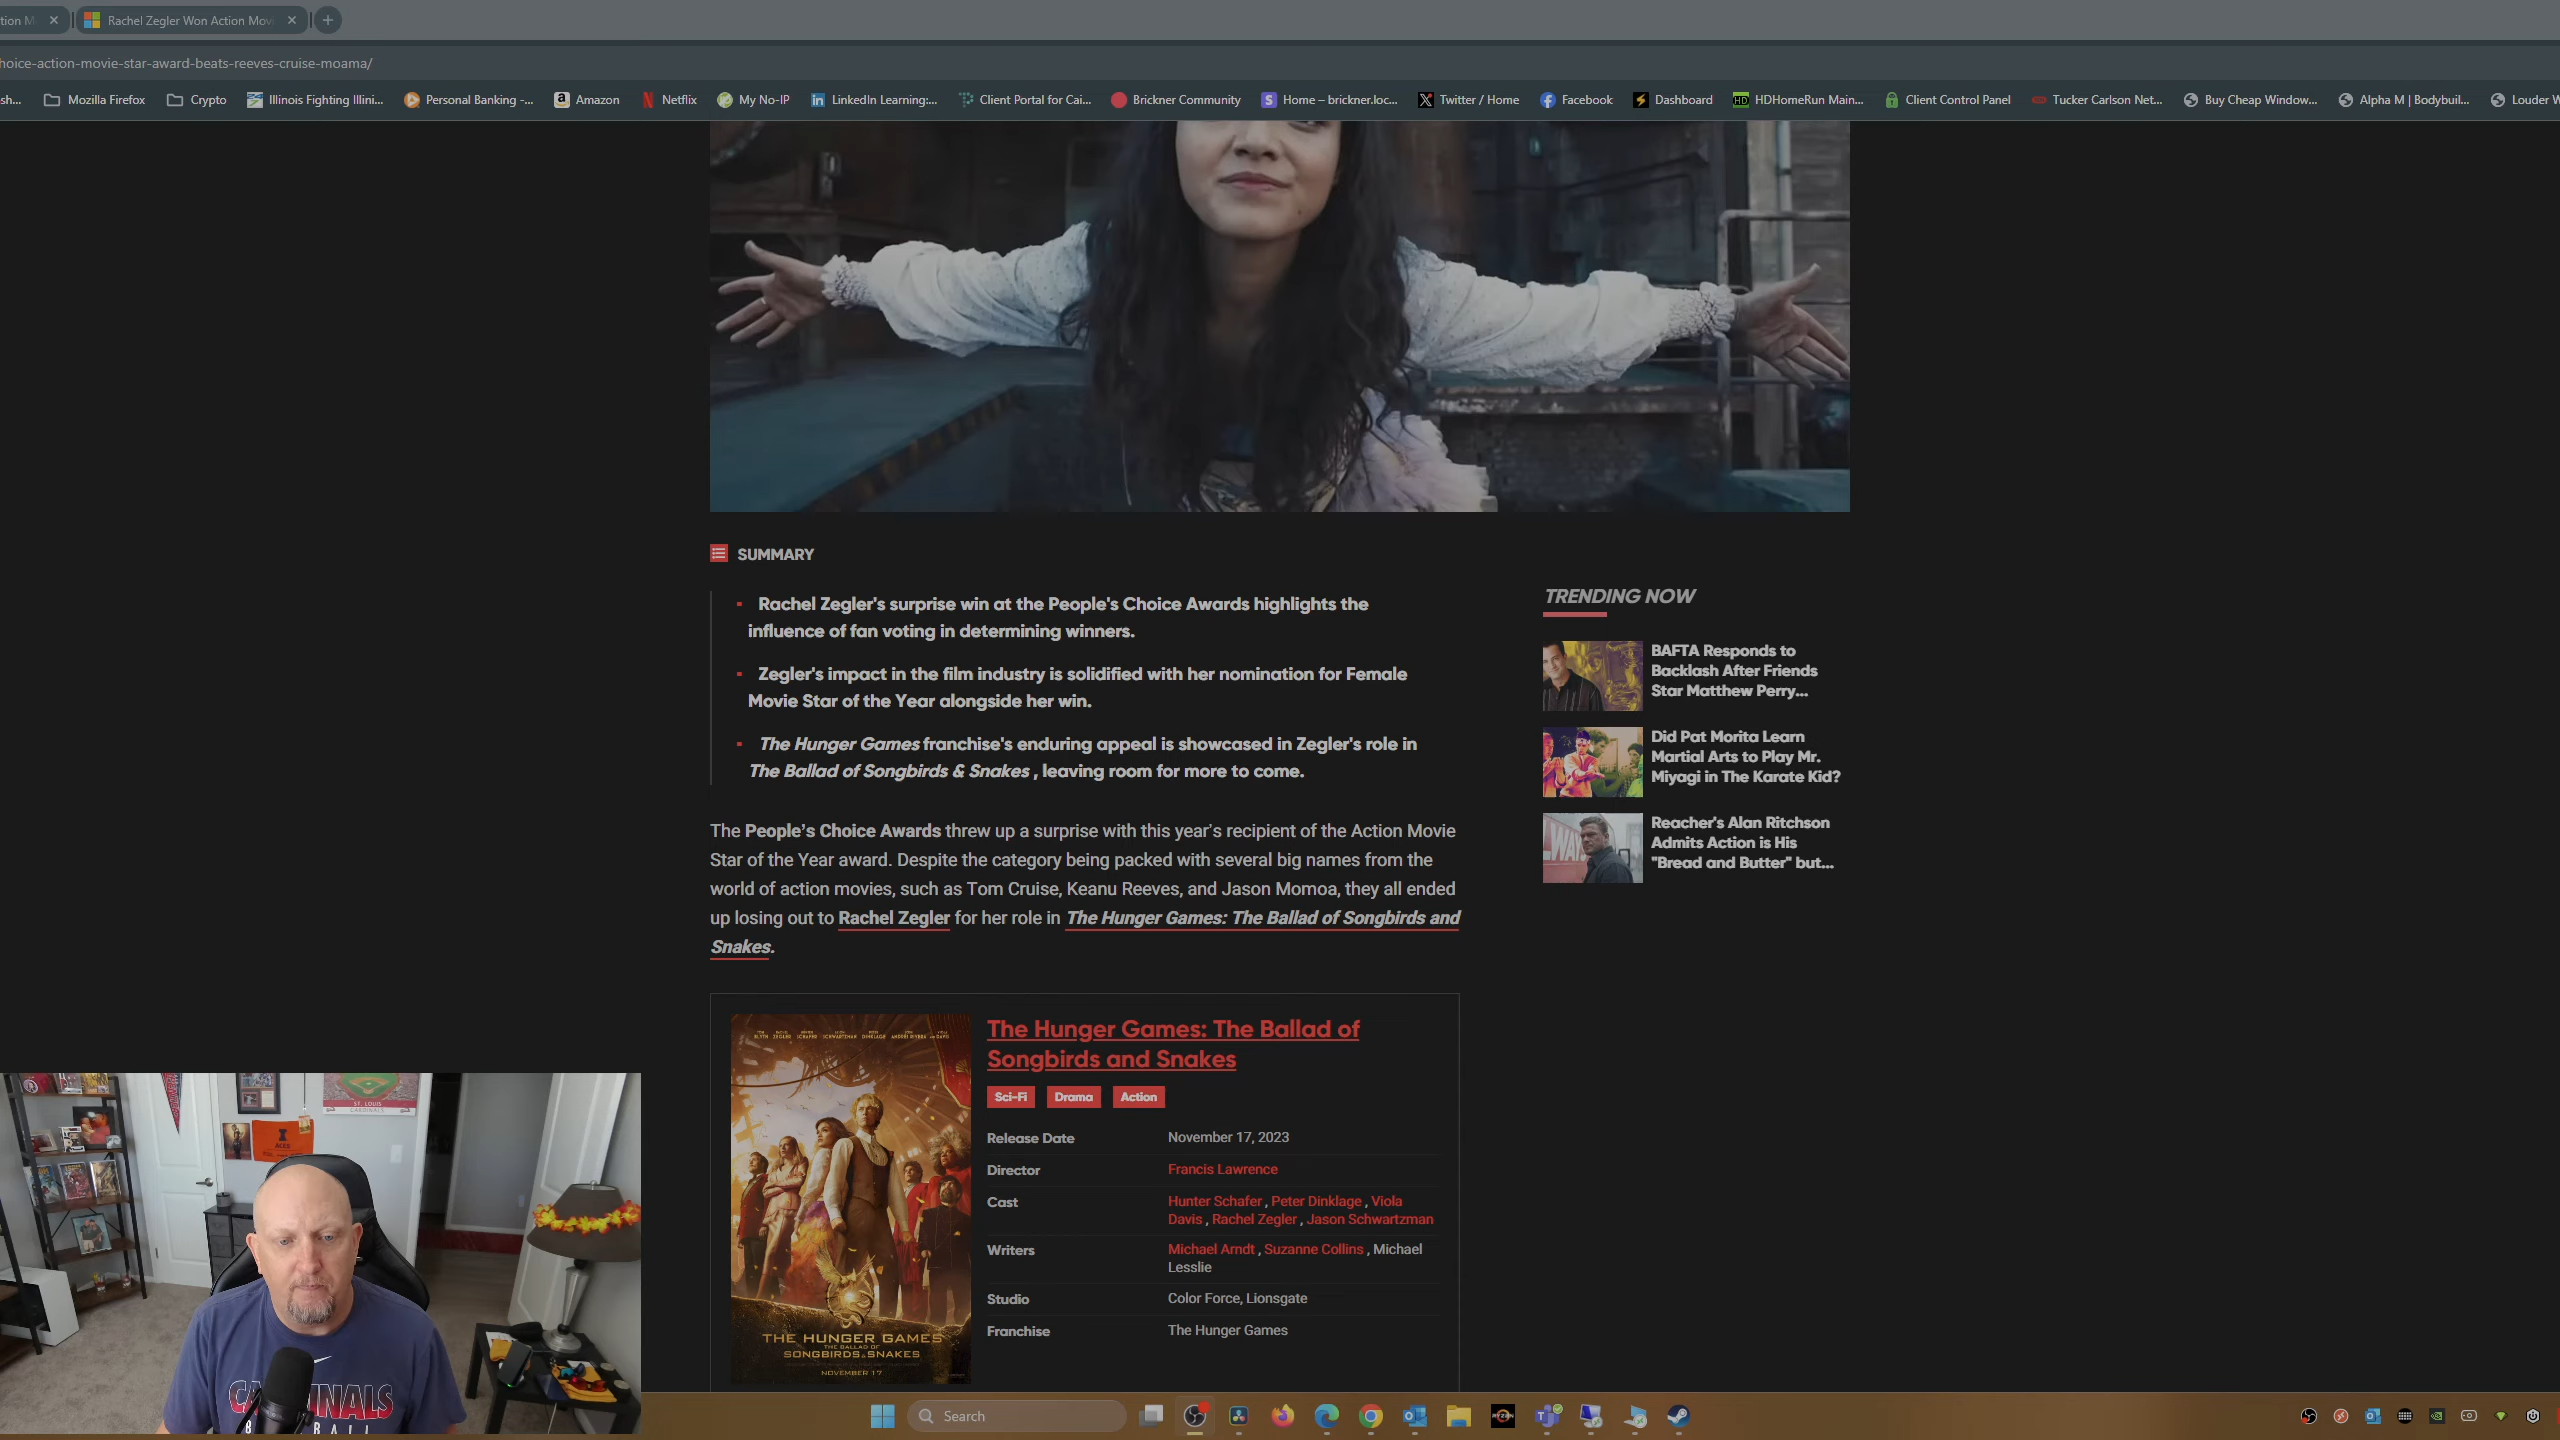 tion M
Rachel Zegler Won Action Movi
hoice-action-movie-star-award-beats-reeves-cruise-moama/
sh... Mozilla Firefox Crypto Illinois Fighting Illini... Personal Banking -... Amazon Netflix My No-IP LinkedIn Learning:... Client Portal for Cai... Brickner Community Home – brickner.loc... Twitter / Home Facebook Dashboard HDHomeRun Main... Client Control Panel Tucker Carlson Net... Buy Cheap Window... Alpha M | Bodybuil... Louder W
SUMMARY
Rachel Zegler's surprise win at the People's Choice Awards highlights the
influence of fan voting in determining winners.
Zegler's impact in the film industry is solidified with her nomination for Female
Movie Star of the Year alongside her win.
The Hunger Games franchise's enduring appeal is showcased in Zegler's role in
The Ballad of Songbirds & Snakes , leaving room for more to come.
The People's Choice Awards threw up a surprise with this year's recipient of the Action Movie
Star of the Year award. Despite the category being packed with several big names from the
world of action movies, such as Tom Cruise, Keanu Reeves, and Jason Momoa, they all ended
up losing out to Rachel Zegler for her role in The Hunger Games: The Ballad of Songbirds and
Snakes.
TRENDING NOW
BAFTA Responds to
Backlash After Friends
Star Matthew Perry...
Did Pat Morita Learn
Martial Arts to Play Mr.
Miyagi in The Karate Kid?
Reacher's Alan Ritchson
Admits Action is His
"Bread and Butter" but...
The Hunger Games: The Ballad of
Songbirds and Snakes
Sci-Fi Drama Action
Release Date November 17, 2023
Director Francis Lawrence
Cast Hunter Schafer , Peter Dinklage , Viola
Davis , Rachel Zegler , Jason Schwartzman
Writers Michael Arndt , Suzanne Collins , Michael
Lesslie
Studio Color Force, Lionsgate
Franchise The Hunger Games
THE HUNGER GAMES
THE BALLAD OF
SONGBIRDS & SNAKES
NOVEMBER 17
ST. LOUIS
CARDINALS
Search
RYZEN